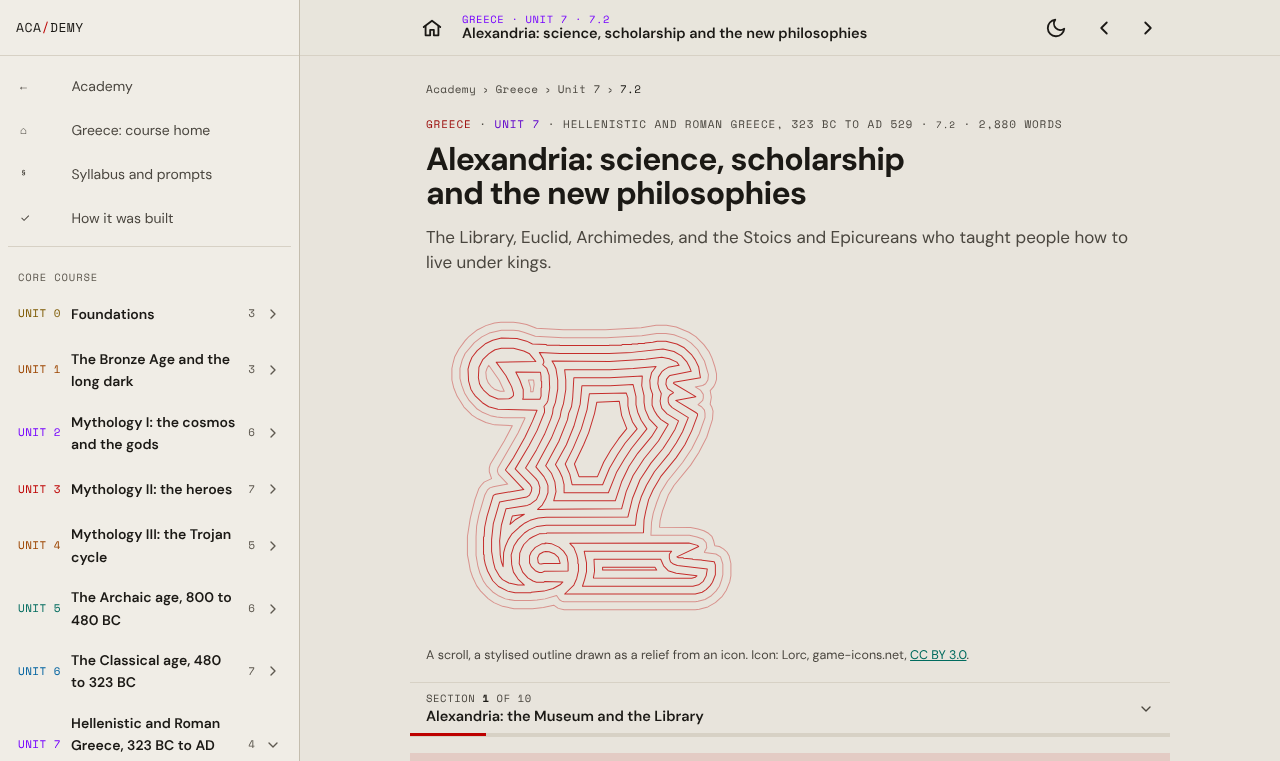 ACA/DEMY
← Academy
⌂ Greece: course home
§ Syllabus and prompts
✓ How it was built
CORE COURSE
UNIT 0 Foundations 3
UNIT 1 The Bronze Age and the
long dark 3
UNIT 2 Mythology I: the cosmos
and the gods 6
UNIT 3 Mythology II: the heroes 7
UNIT 4 Mythology III: the Trojan
cycle 5
UNIT 5 The Archaic age, 800 to
480 BC 6
UNIT 6 The Classical age, 480
to 323 BC 7
UNIT 7 Hellenistic and Roman
Greece, 323 BC to AD 4
GREECE · UNIT 7 · 7.2
Alexandria: science, scholarship and the new philosophies
Academy › Greece › Unit 7 › 7.2
GREECE · UNIT 7 · HELLENISTIC AND ROMAN GREECE, 323 BC TO AD 529 · 7.2 · 2,880 WORDS
Alexandria: science, scholarship
and the new philosophies
The Library, Euclid, Archimedes, and the Stoics and Epicureans who taught people how to
live under kings.
A scroll, a stylised outline drawn as a relief from an icon. Icon: Lorc, game-icons.net, CC BY 3.0.
SECTION 1 OF 10
Alexandria: the Museum and the Library